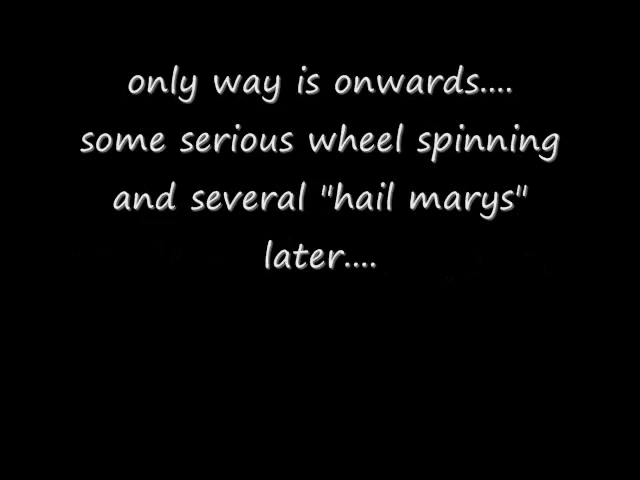 only way is onwards....
some serious wheel spinning
and several "hail marys"
later....